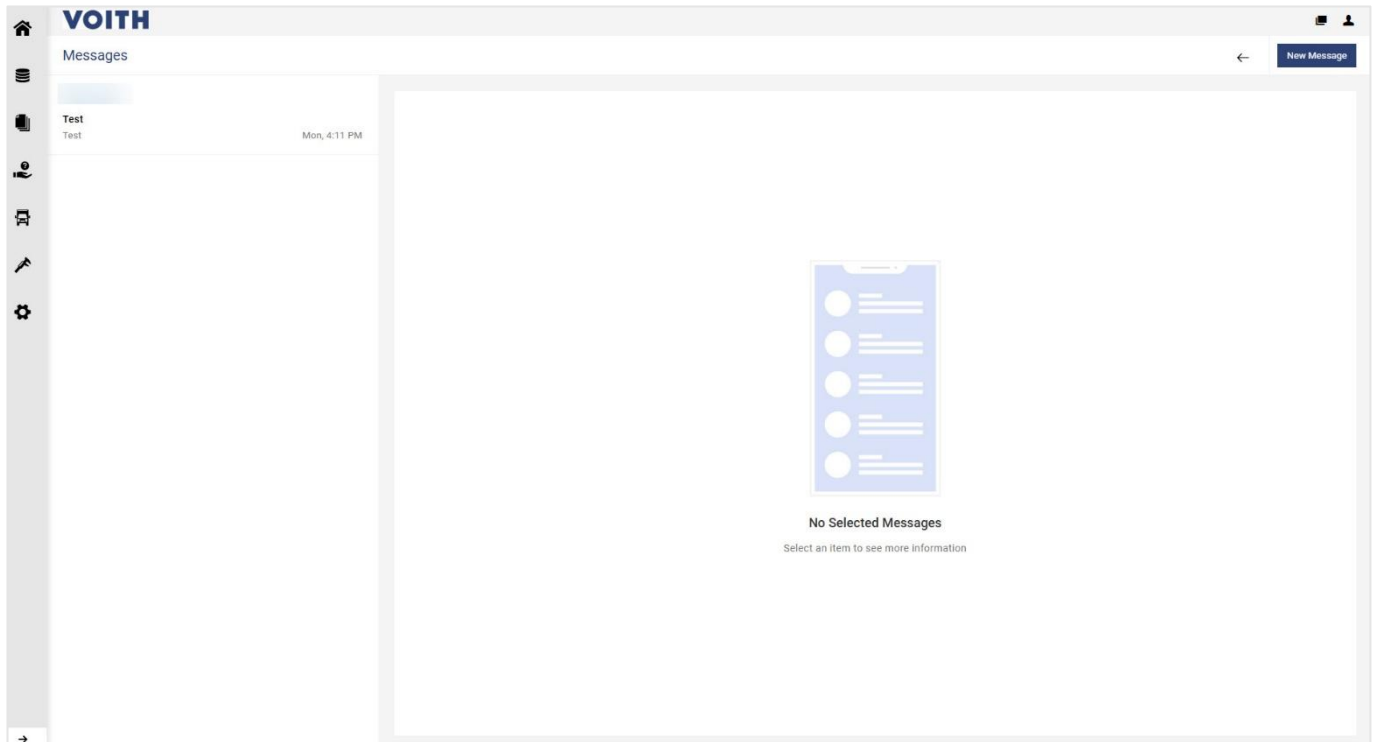 VOITH
Messages
New Message
Test
Test
Mon, 4:11 PM
No Selected Messages
Select an item to see more information